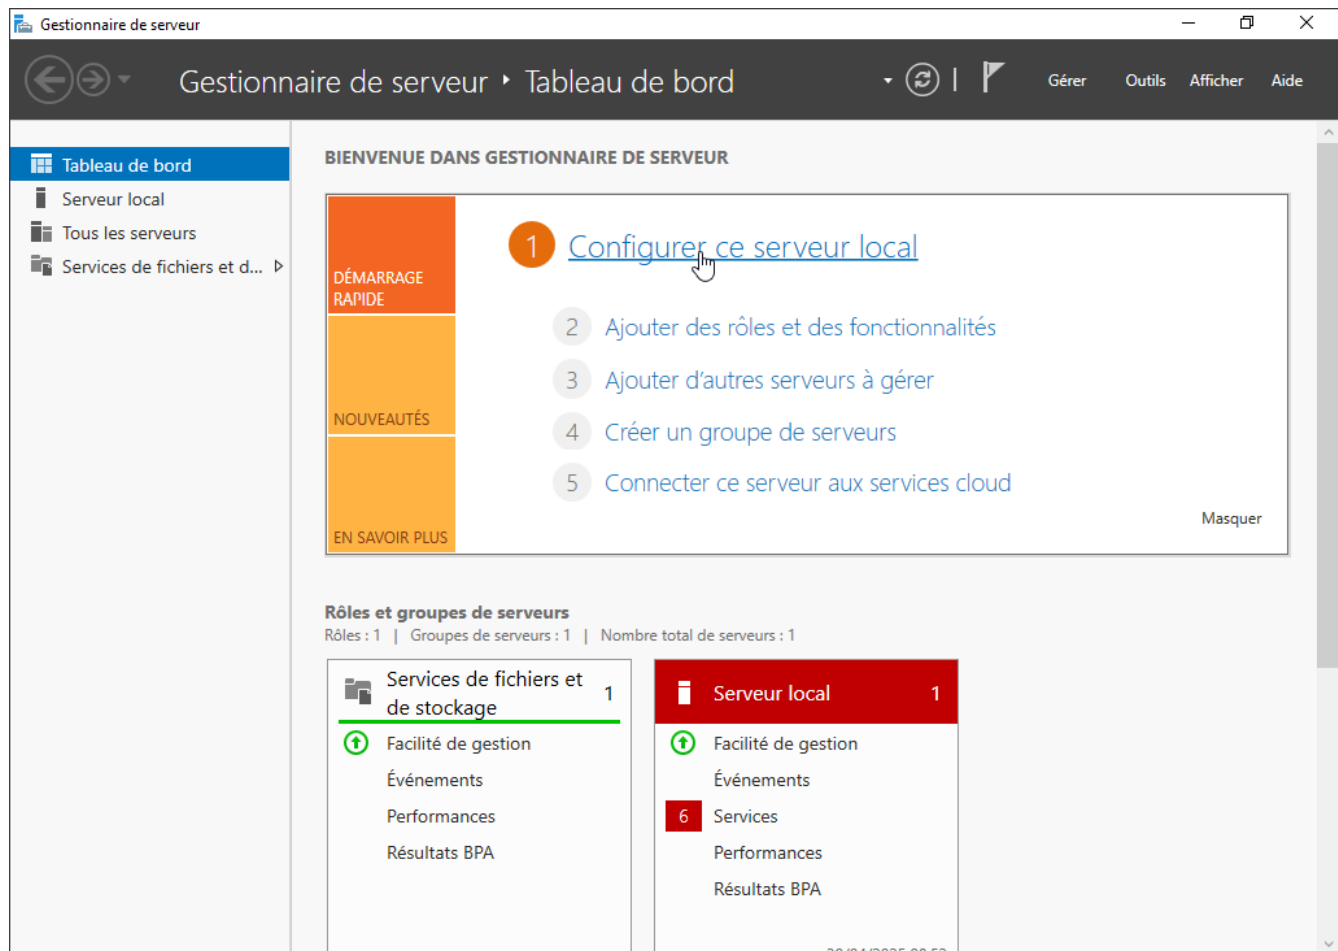 Gestionnaire de serveur
Gestionnaire de serveur ‣ Tableau de bord
Gérer Outils Afficher Aide
Tableau de bord
Serveur local
Tous les serveurs
Services de fichiers et d...
BIENVENUE DANS GESTIONNAIRE DE SERVEUR
DÉMARRAGE
RAPIDE
NOUVEAUTÉS
EN SAVOIR PLUS
1 Configurer ce serveur local
2 Ajouter des rôles et des fonctionnalités
3 Ajouter d’autres serveurs à gérer
4 Créer un groupe de serveurs
5 Connecter ce serveur aux services cloud
Masquer
Rôles et groupes de serveurs
Rôles : 1 | Groupes de serveurs : 1 | Nombre total de serveurs : 1
Services de fichiers et
de stockage 1
Facilité de gestion
Événements
Performances
Résultats BPA
Serveur local 1
Facilité de gestion
Événements
6 Services
Performances
Résultats BPA